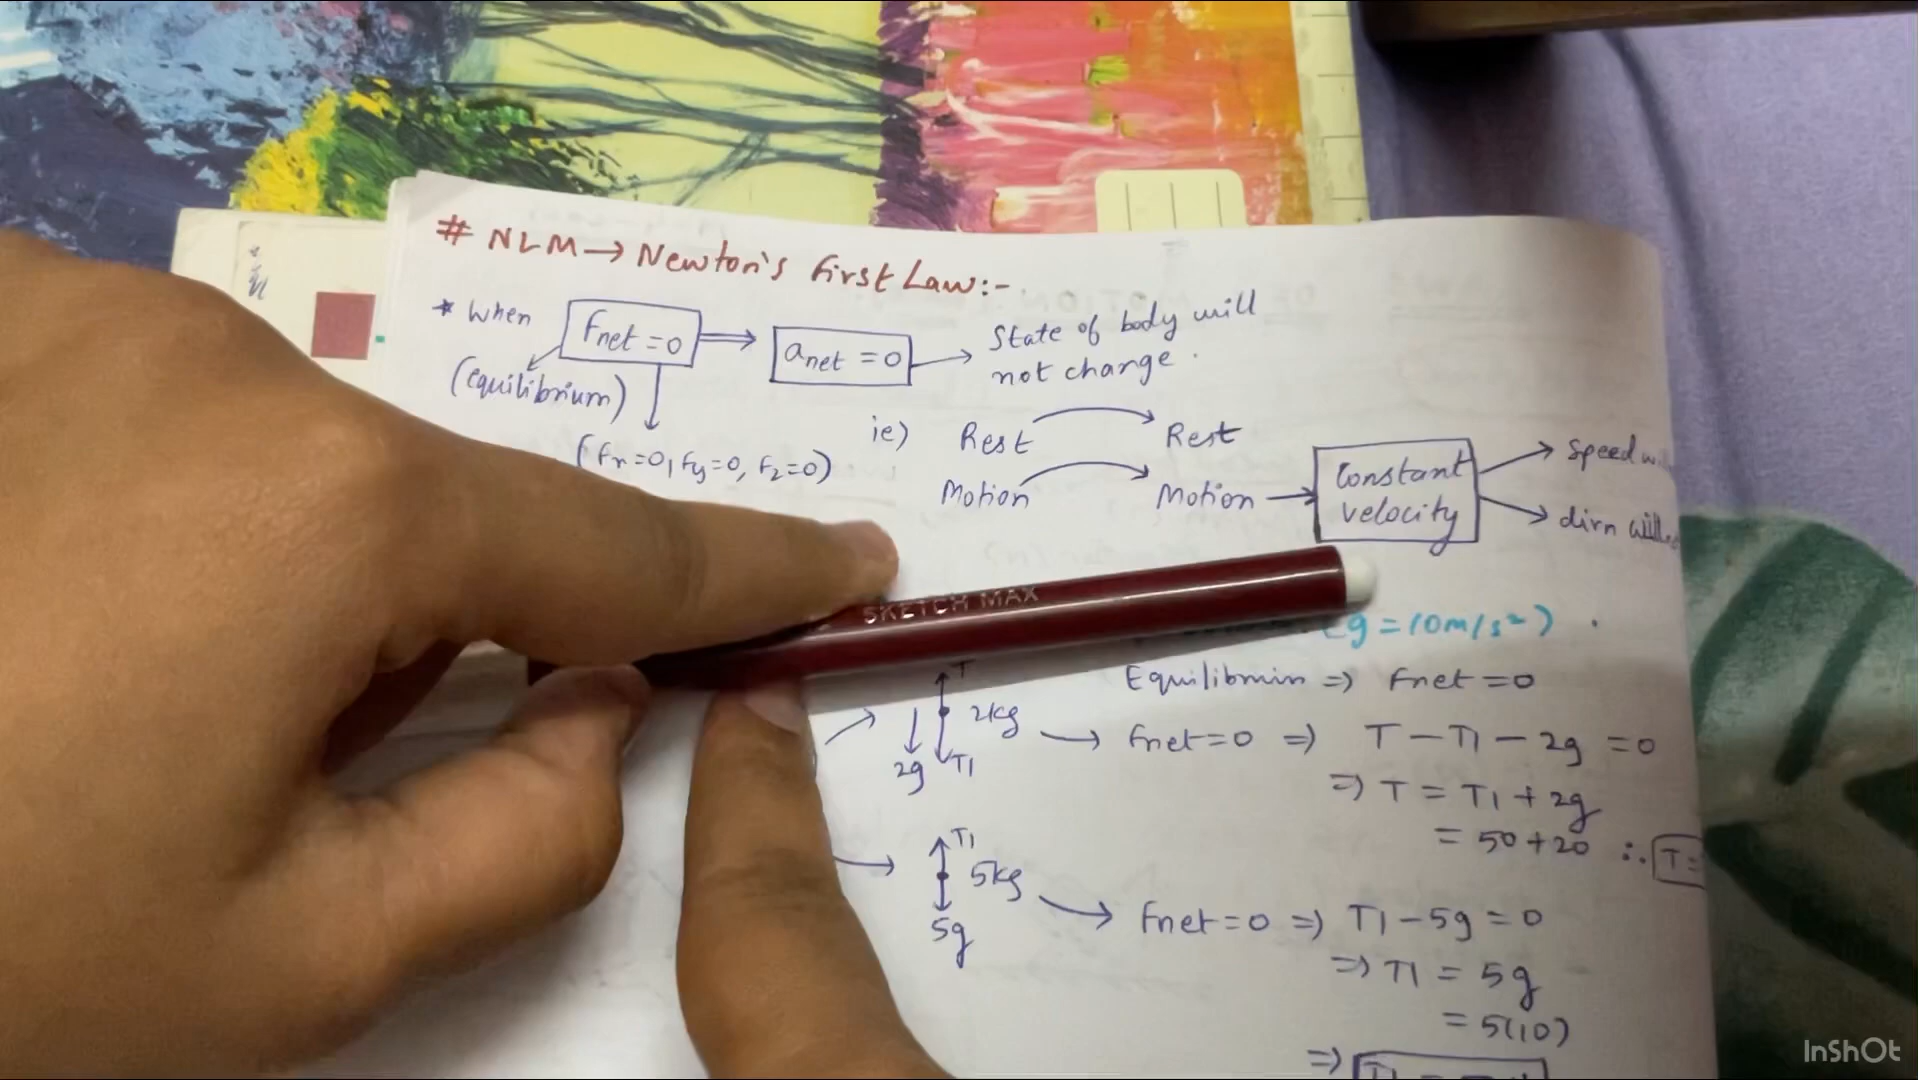 # NLM → Newton's First Law :-
* When Fnet = 0 ⇒ anet = 0 → State of body will not change.
(equilibrium)
(Fx=0, Fy=0, Fz=0)
ie) Rest → Rest
Motion → Motion → Constant velocity → Speed
dirn will
SKETCH MAX
(g = 10m/s²).
Equilibrium ⇒ Fnet = 0
T
2kg → Fnet=0 ⇒ T - T1 - 2g = 0
2g T1
⇒ T = T1 + 2g
= 50 + 20 ∴ T =
T1
5kg → Fnet = 0 ⇒ T1 - 5g = 0
5g
⇒ T1 = 5g
= 5(10)
⇒ T1 =
InShOt